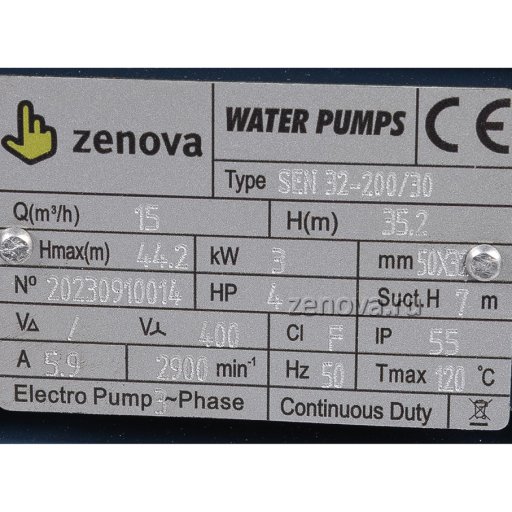 zenova WATER PUMPS CE
Type SEN 32-200/30
Q(m³/h) 15 H(m) 35.2
Hmax(m) 44.2 kW 3 mm 50X32
Nº 20230910014 HP 4 Suct.H 7 m
zenova.ru
V△ / V⅄ 400 Cl F IP 55
A 5.9 2900 min⁻¹ Hz 50 Tmax 120 °C
Electro Pump 3~Phase Continuous Duty